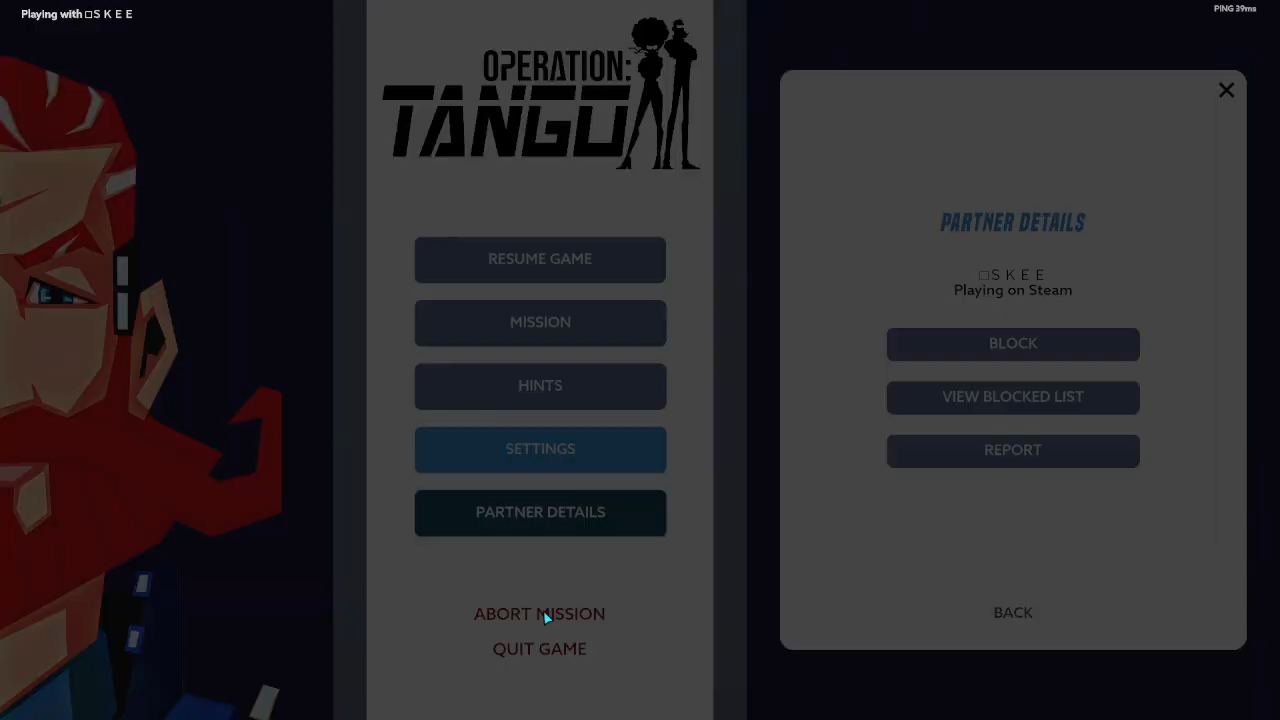 Playing with □S K E E
PING 39ms
OPERATION:
TANGO
RESUME GAME
MISSION
HINTS
SETTINGS
PARTNER DETAILS
ABORT MISSION
QUIT GAME
PARTNER DETAILS
□S K E E
Playing on Steam
BLOCK
VIEW BLOCKED LIST
REPORT
BACK